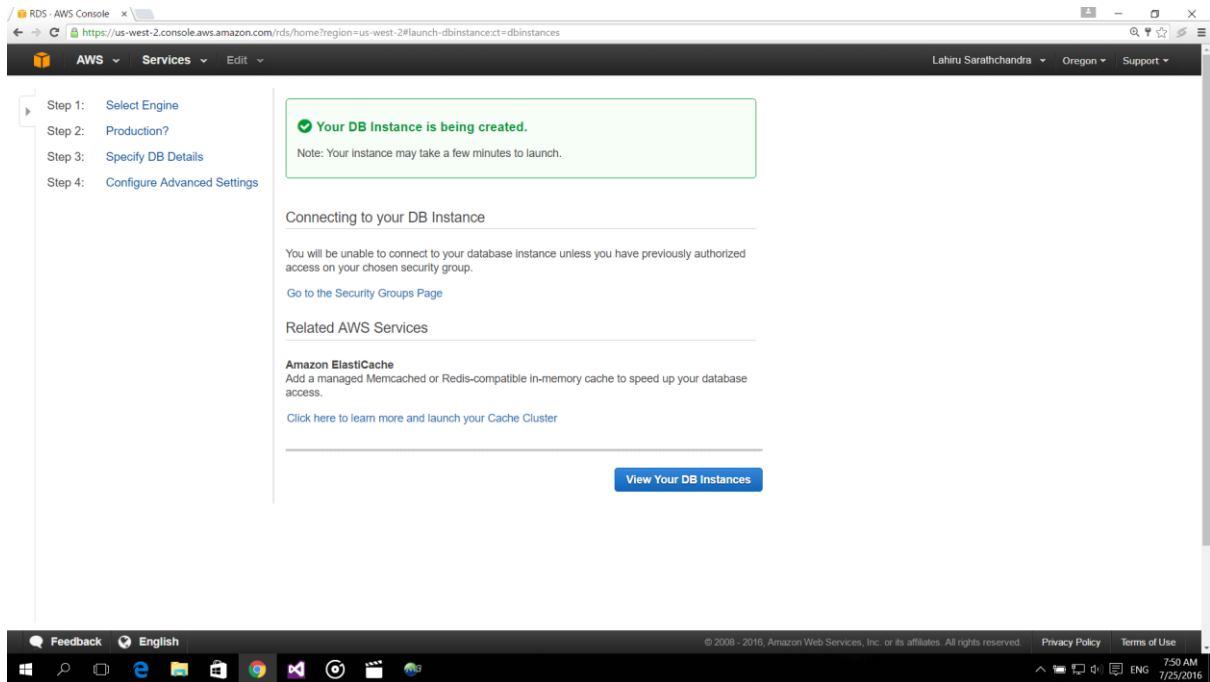 RDS · AWS Console
https://us-west-2.console.aws.amazon.com/rds/home?region=us-west-2#launch-dbinstance:ct=dbinstances
AWS Services Edit Lahiru Sarathchandra Oregon Support
Step 1: Select Engine
Step 2: Production?
Step 3: Specify DB Details
Step 4: Configure Advanced Settings
Your DB Instance is being created.
Note: Your instance may take a few minutes to launch.
Connecting to your DB Instance
You will be unable to connect to your database instance unless you have previously authorized
access on your chosen security group.
Go to the Security Groups Page
Related AWS Services
Amazon ElastiCache
Add a managed Memcached or Redis-compatible in-memory cache to speed up your database
access.
Click here to learn more and launch your Cache Cluster
View Your DB Instances
Feedback English © 2008 - 2016, Amazon Web Services, Inc. or its affiliates. All rights reserved. Privacy Policy Terms of Use
ENG 7:50 AM
7/25/2016